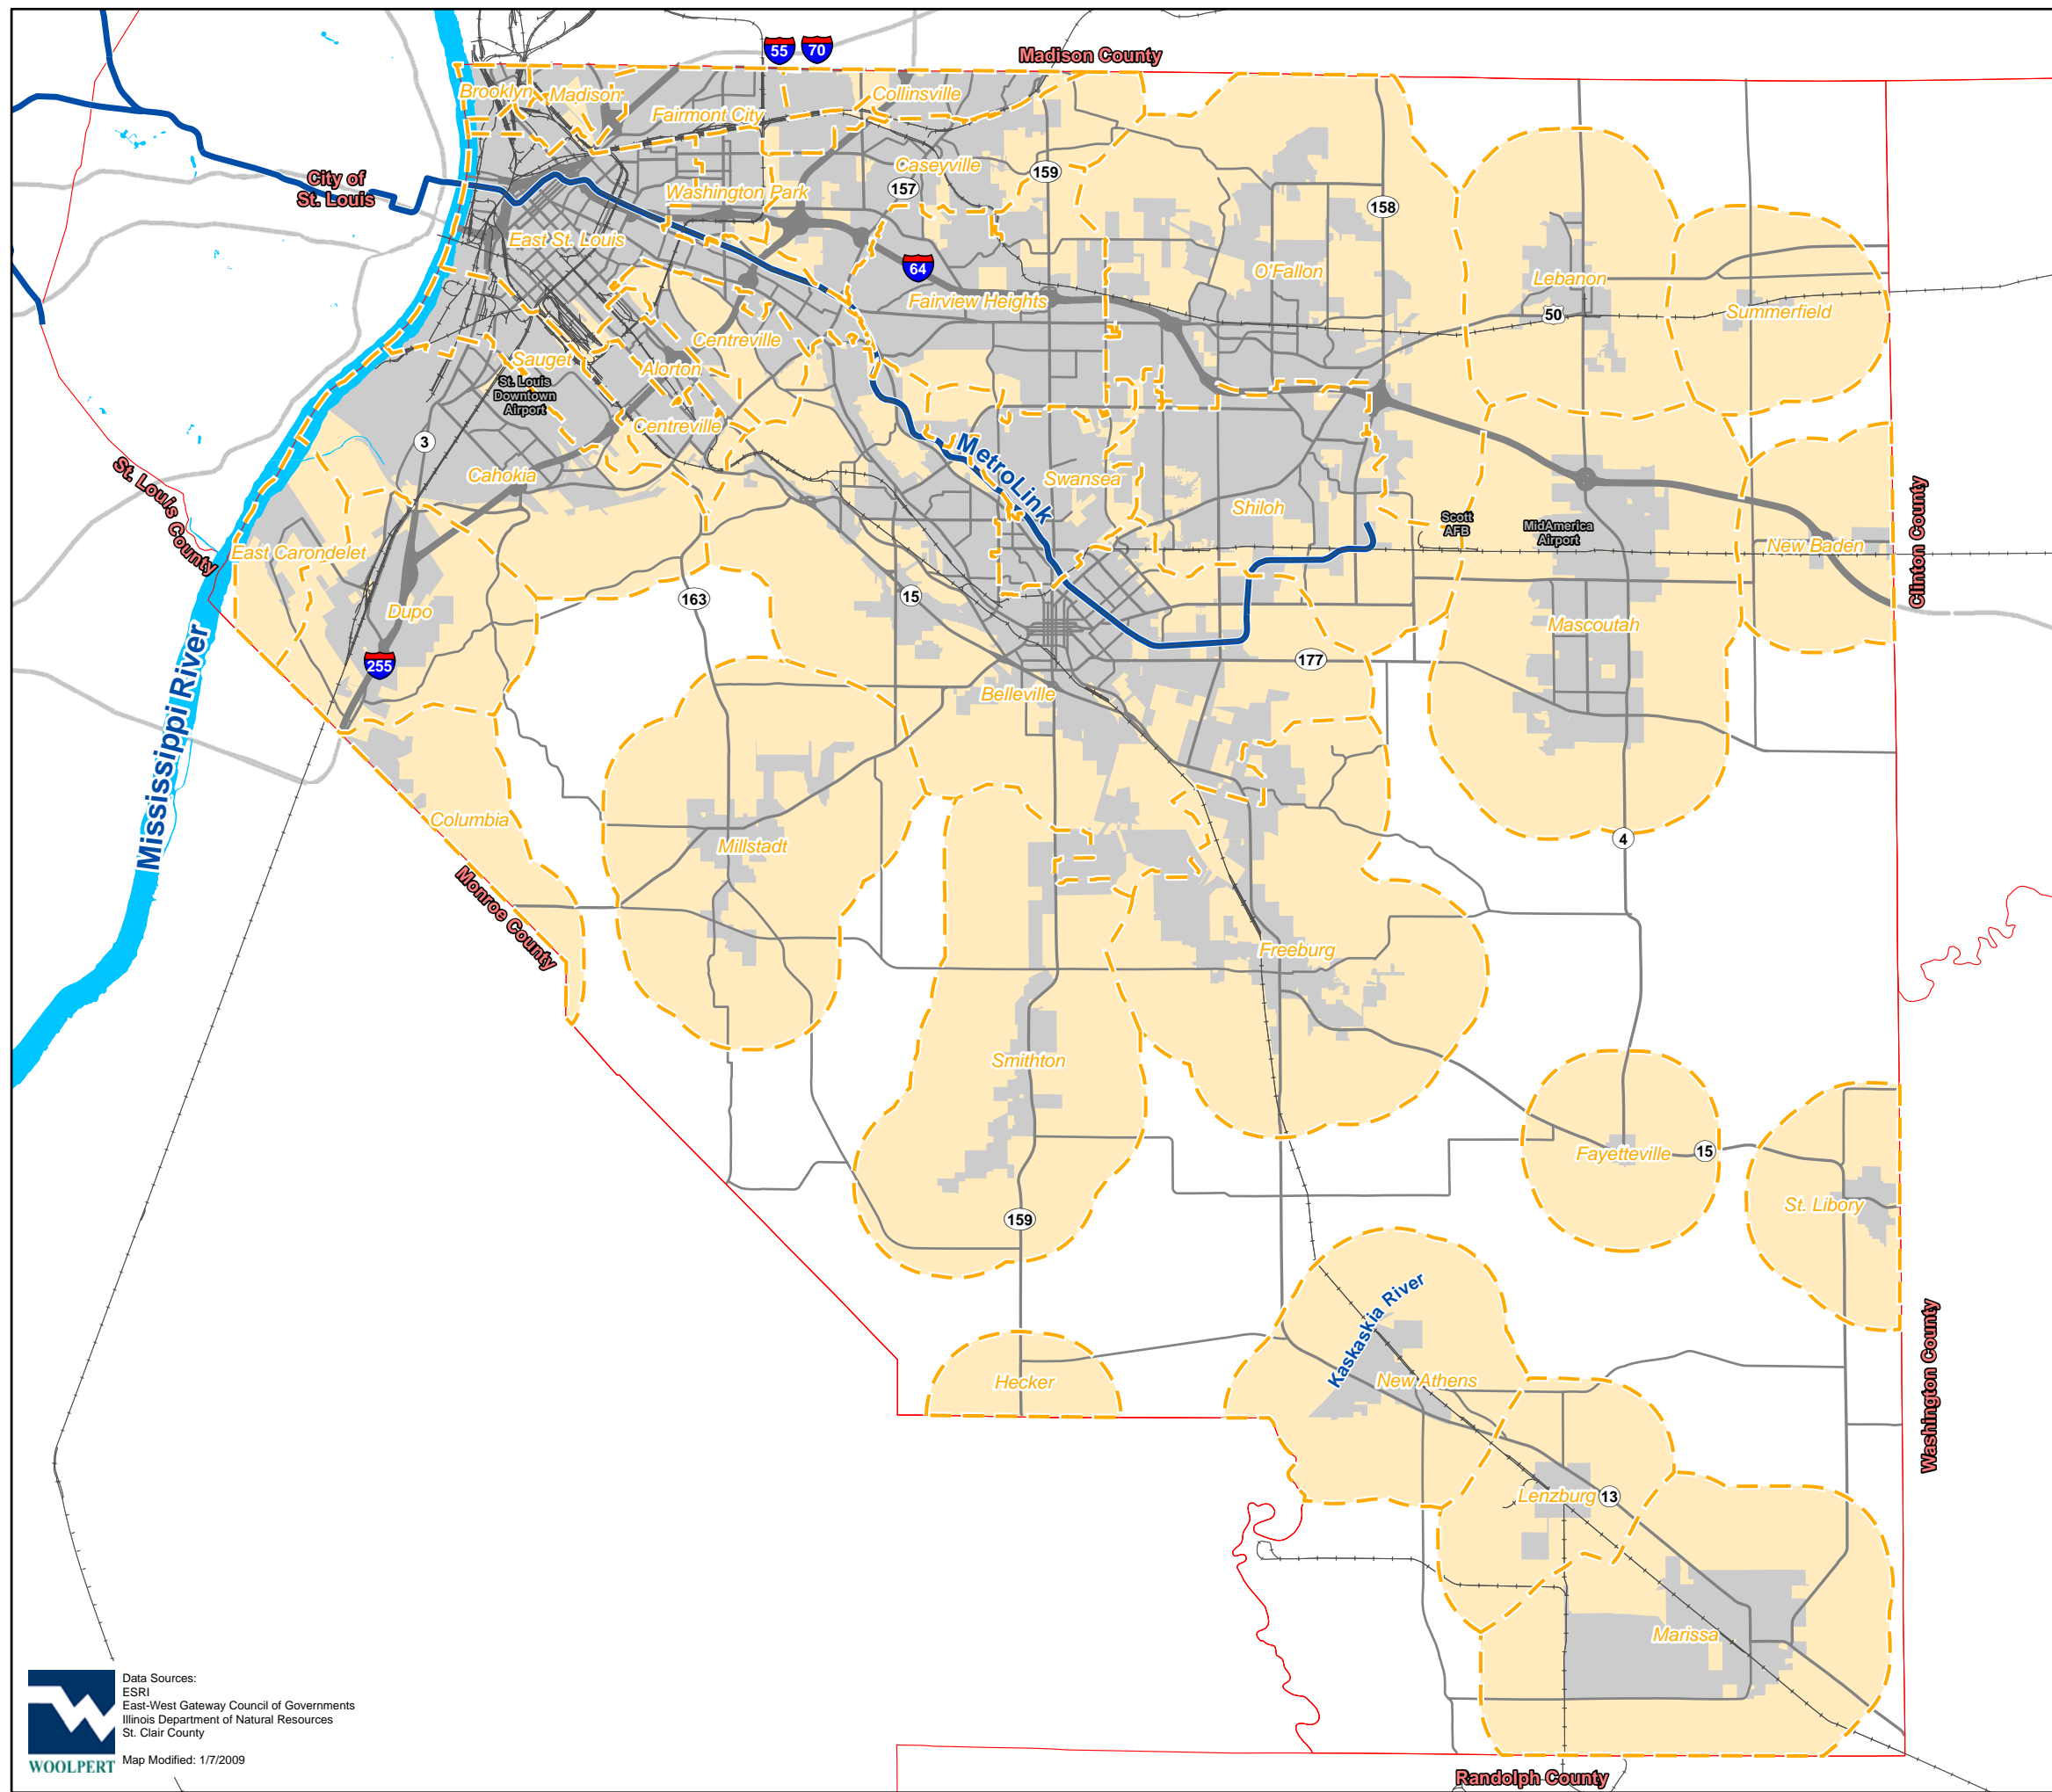 55
70
Madison County
Brooklyn
Madison
Collinsville
Fairmont City
City of
St. Louis
Caseyville
159
157
Washington Park
158
East St. Louis
64
O'Fallon
Lebanon
Fairview Heights
50
Summerfield
Centreville
Sauget
Alorton
St. Louis
Downtown
Airport
Centreville
3
MetroLink
St. Louis County
Cahokia
Swansea
Shiloh
Scott
AFB
MidAmerica
Airport
Clinton County
East Carondelet
New Baden
Dupo
163
15
Mascoutah
255
177
Belleville
Mississippi River
Columbia
Millstadt
4
Monroe County
Freeburg
Smithton
Fayetteville
15
St. Libory
159
Kaskaskia River
Washington County
Hecker
New Athens
Lenzburg
13
Marissa
Data Sources:
ESRI
East-West Gateway Council of Governments
Illinois Department of Natural Resources
St. Clair County
Map Modified: 1/7/2009
WOOLPERT
Randolph County